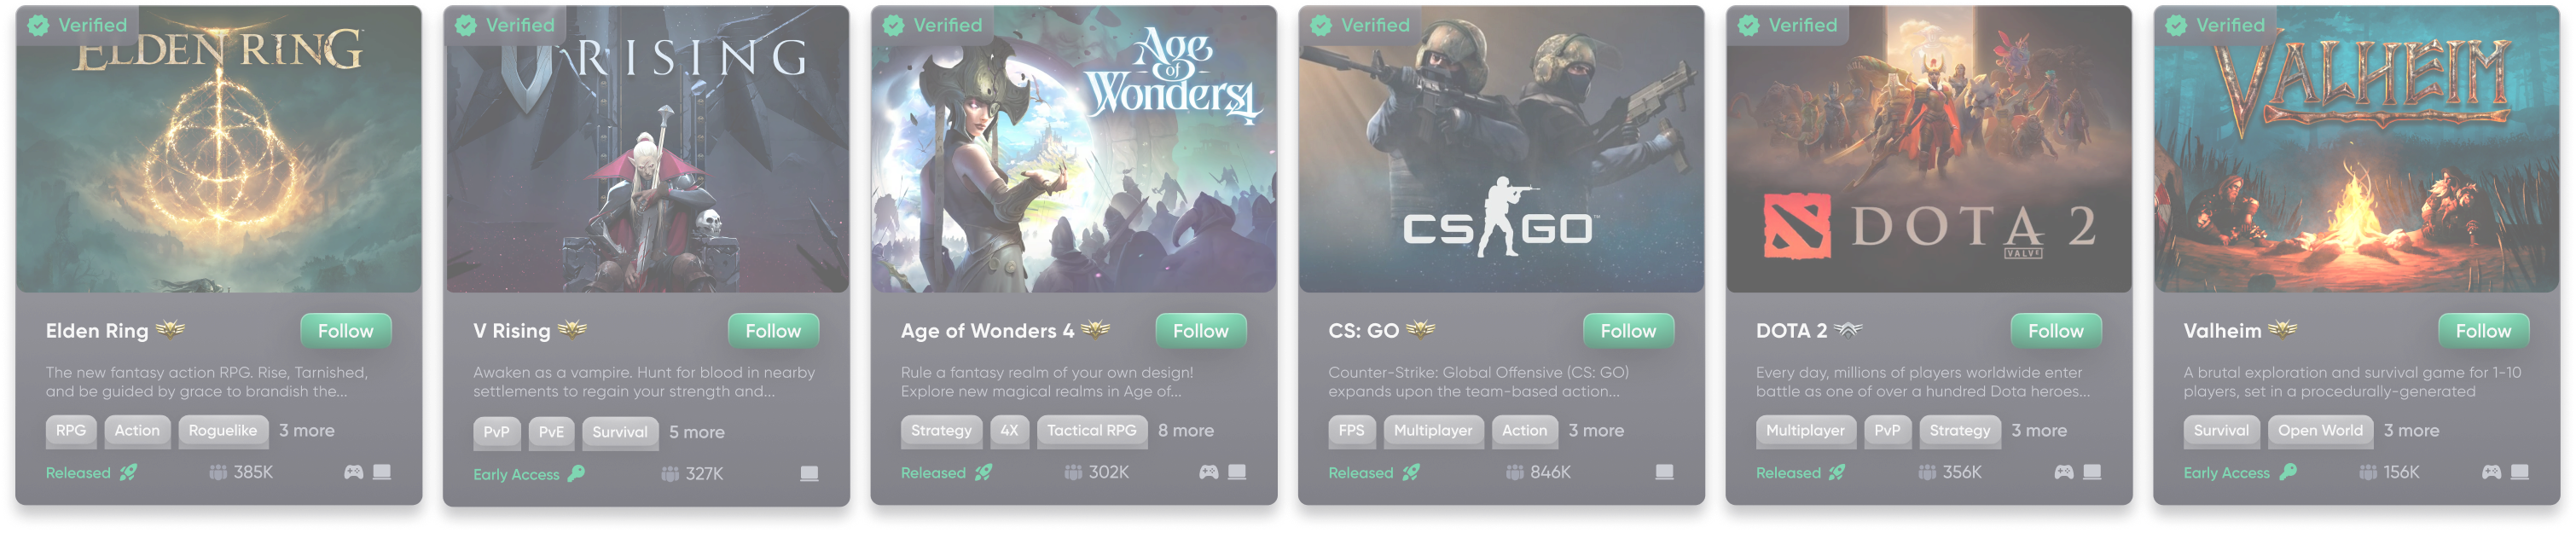 Verified
ELDEN RING
Elden Ring
Follow
The new fantasy action RPG. Rise, Tarnished,
and be guided by grace to brandish the...
RPG Action Roguelike 3 more
Released 385K
Verified
V RISING
V Rising
Follow
Awaken as a vampire. Hunt for blood in nearby
settlements to regain your strength and...
PvP PvE Survival 5 more
Early Access 327K
Verified
Age
of
Wonders 4
Age of Wonders 4
Follow
Rule a fantasy realm of your own design!
Explore new magical realms in Age of...
Strategy 4X Tactical RPG 8 more
Released 302K
Verified
CS GO™
CS: GO
Follow
Counter-Strike: Global Offensive (CS: GO)
expands upon the team-based action...
FPS Multiplayer Action 3 more
Released 846K
Verified
DOTA 2
VALVE
DOTA 2
Follow
Every day, millions of players worldwide enter
battle as one of over a hundred Dota heroes...
Multiplayer PvP Strategy 3 more
Released 356K
Verified
VALHEIM
Valheim
Follow
A brutal exploration and survival game for 1-10
players, set in a procedurally-generated
Survival Open World 3 more
Early Access 156K